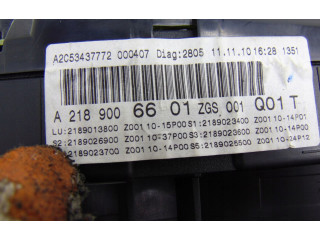 A2C53437772 000407 Diag:2805 11.11.10 16:28 1351
A 218 900 66 01 ZGS 001 Q01 T
LU:2189013800 Z001 10-15P00 S1:2189023400 Z001 10-14P01
S2:2189026900 Z001 10-37P00 S3:2189023600 Z001 10-14P00
2189023700 Z001 10-14P00 S5:2189025500 Z001 10-24P12